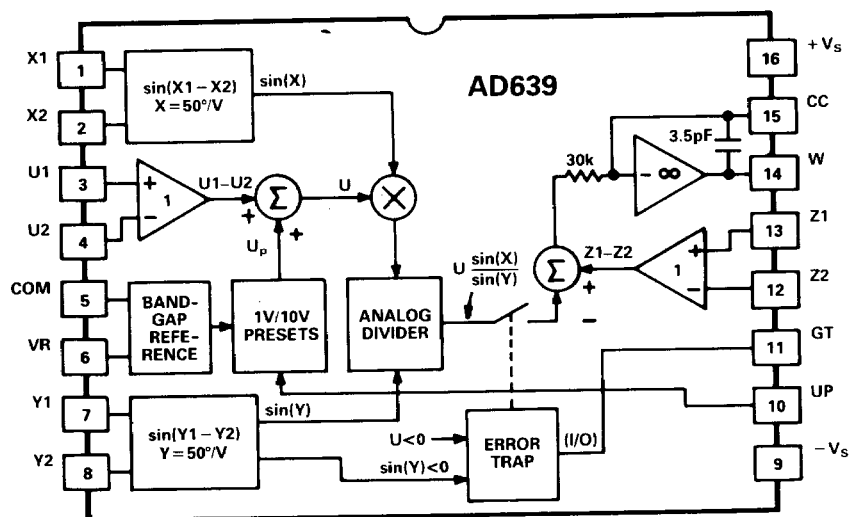 X1
1
X2
2
U1
3
U2
4
COM
5
VR
6
Y1
7
Y2
8
sin(X1−X2)
X=50°/V
sin(X)
+
−
1
U1−U2
+
Σ
+
U
Up
×
BAND-
GAP
REFE-
RENCE
1V/10V
PRESETS
ANALOG
DIVIDER
sin(Y1−Y2)
Y=50°/V
sin(Y)
U<0
sin(Y)<0
ERROR
TRAP
(I/O)
U sin(X)
sin(Y)
AD639
30k
− ∞
3.5pF
Σ
+
−
Z1−Z2
1
+
−
+VS
16
CC
15
W
14
Z1
13
Z2
12
GT
11
UP
10
−VS
9